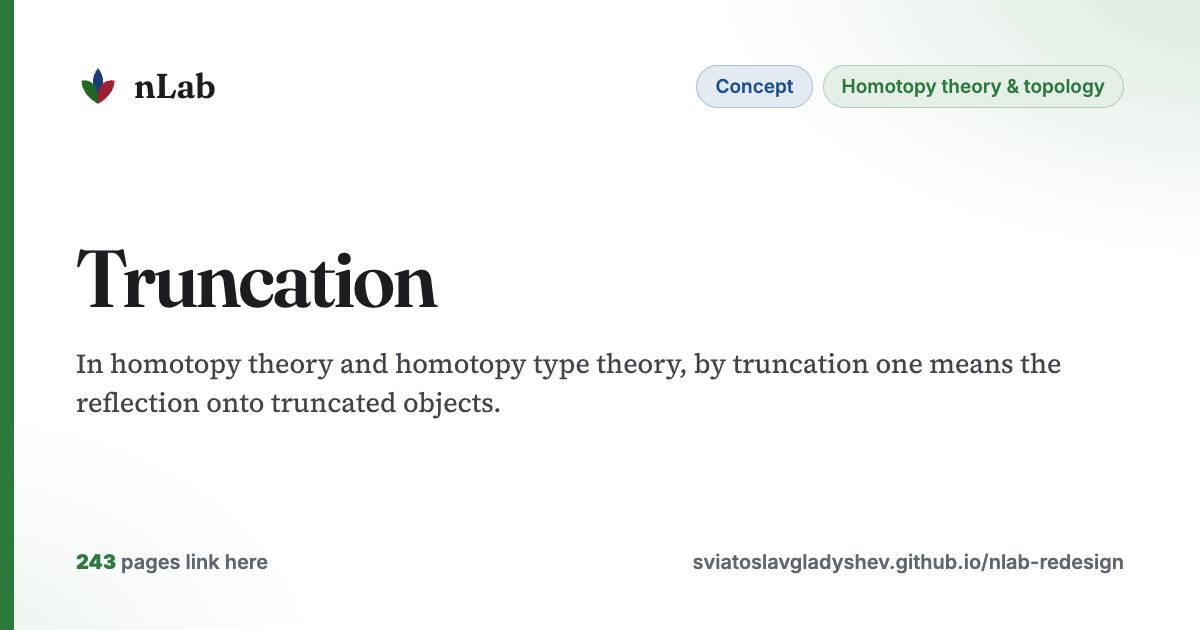 nLab
Concept
Homotopy theory & topology
Truncation
In homotopy theory and homotopy type theory, by truncation one means the
reflection onto truncated objects.
243 pages link here
sviatoslavgladyshev.github.io/nlab-redesign